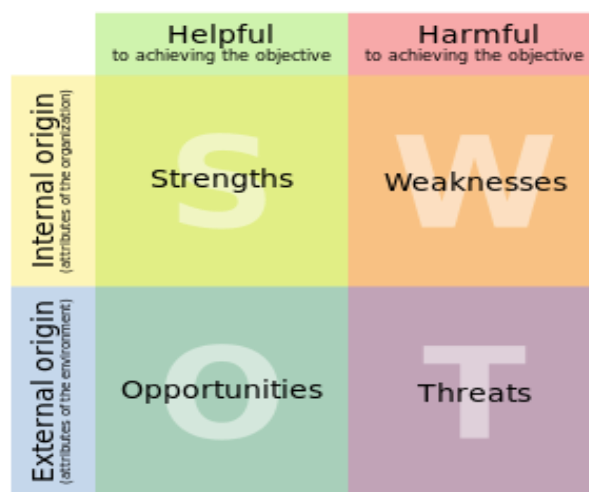 Helpful
to achieving the objective
Harmful
to achieving the objective
Internal origin
(attributes of the organization)
S
Strengths
W
Weaknesses
External origin
(attributes of the environment)
O
Opportunities
T
Threats